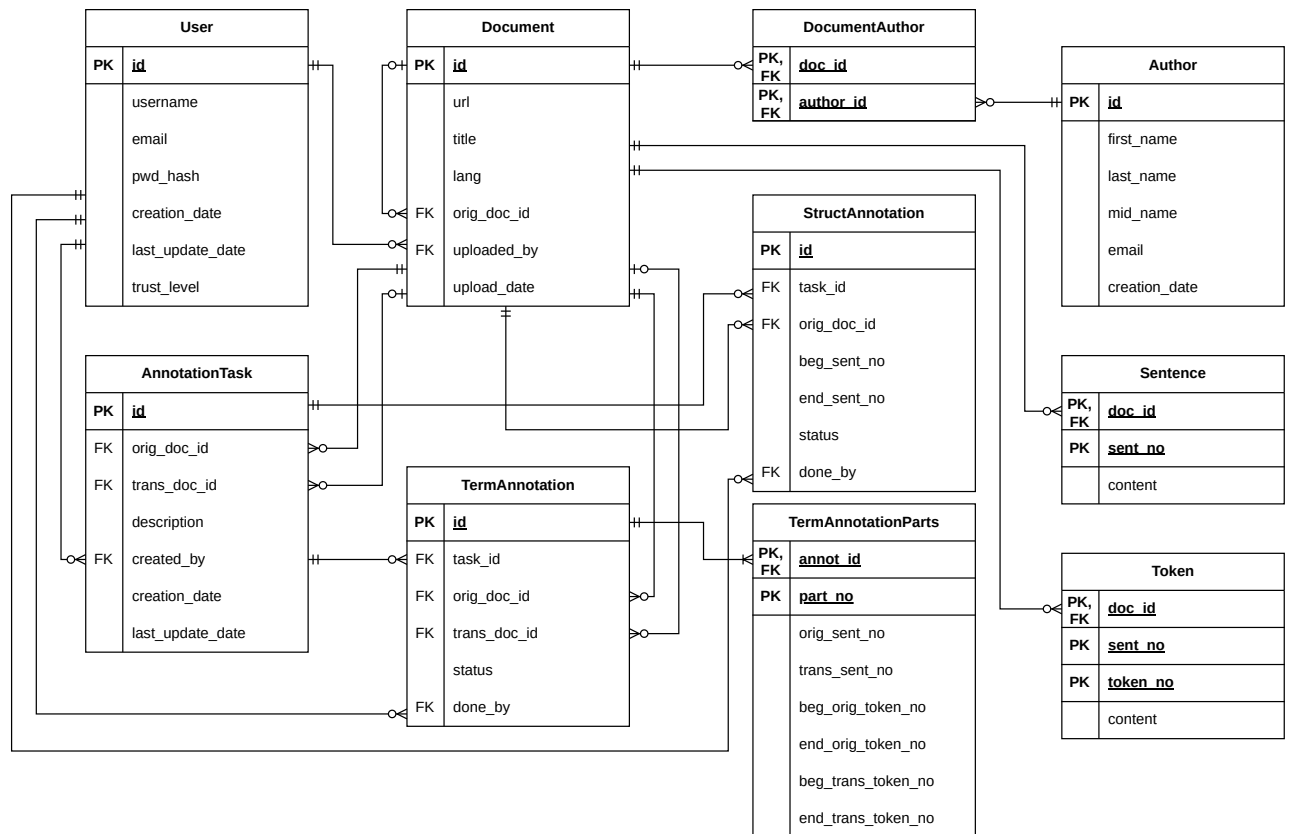 User
PK id
username
email
pwd_hash
creation_date
last_update_date
trust_level
Document
PK id
url
title
lang
FK orig_doc_id
FK uploaded_by
upload_date
DocumentAuthor
PK,
FK doc_id
PK,
FK author_id
Author
PK id
first_name
last_name
mid_name
email
creation_date
StructAnnotation
PK id
FK task_id
FK orig_doc_id
beg_sent_no
end_sent_no
status
FK done_by
AnnotationTask
PK id
FK orig_doc_id
FK trans_doc_id
description
FK created_by
creation_date
last_update_date
TermAnnotation
PK id
FK task_id
FK orig_doc_id
FK trans_doc_id
status
FK done_by
TermAnnotationParts
PK,
FK annot_id
PK part_no
orig_sent_no
trans_sent_no
beg_orig_token_no
end_orig_token_no
beg_trans_token_no
end_trans_token_no
Sentence
PK,
FK doc_id
PK sent_no
content
Token
PK,
FK doc_id
PK sent_no
PK token_no
content